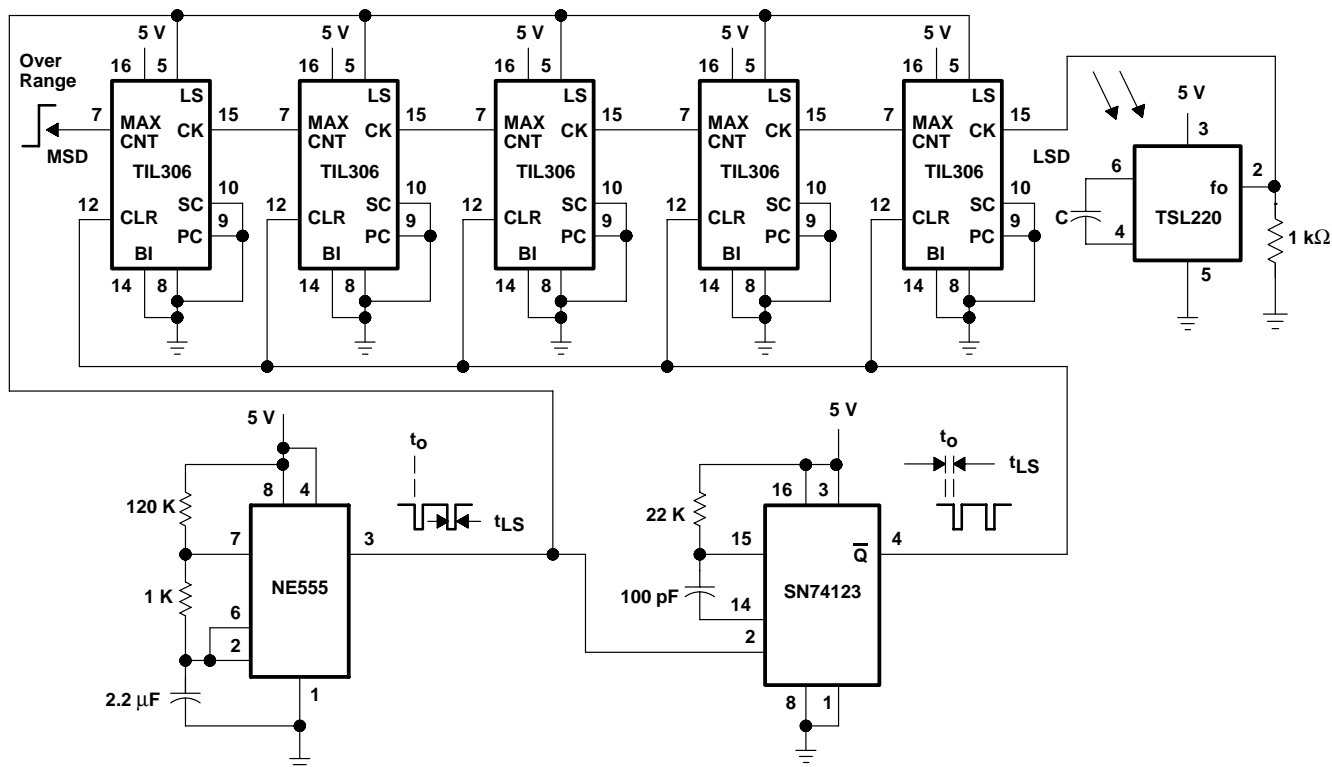 5 V
5 V
5 V
5 V
5 V
16
5
16
5
16
5
16
5
16
5
Over
Range
7
LS
15
7
LS
15
7
LS
15
7
LS
15
7
LS
15
MAX
CNT
CK
MAX
CNT
CK
MAX
CNT
CK
MAX
CNT
CK
MAX
CNT
CK
MSD
TIL306
TIL306
TIL306
TIL306
TIL306
LSD
12
CLR
SC
10
12
CLR
SC
10
12
CLR
SC
10
12
CLR
SC
10
12
CLR
SC
10
PC
9
PC
9
PC
9
PC
9
PC
9
BI
BI
BI
BI
BI
14
8
14
8
14
8
14
8
14
8
5 V
3
6
fo
2
C
TSL220
4
5
1 kΩ
5 V
8
4
120 K
7
3
1 K
NE555
6
2
2.2 μF
1
to
tLS
5 V
16
3
22 K
15
Q̅
4
100 pF
14
SN74123
2
8
1
to
tLS